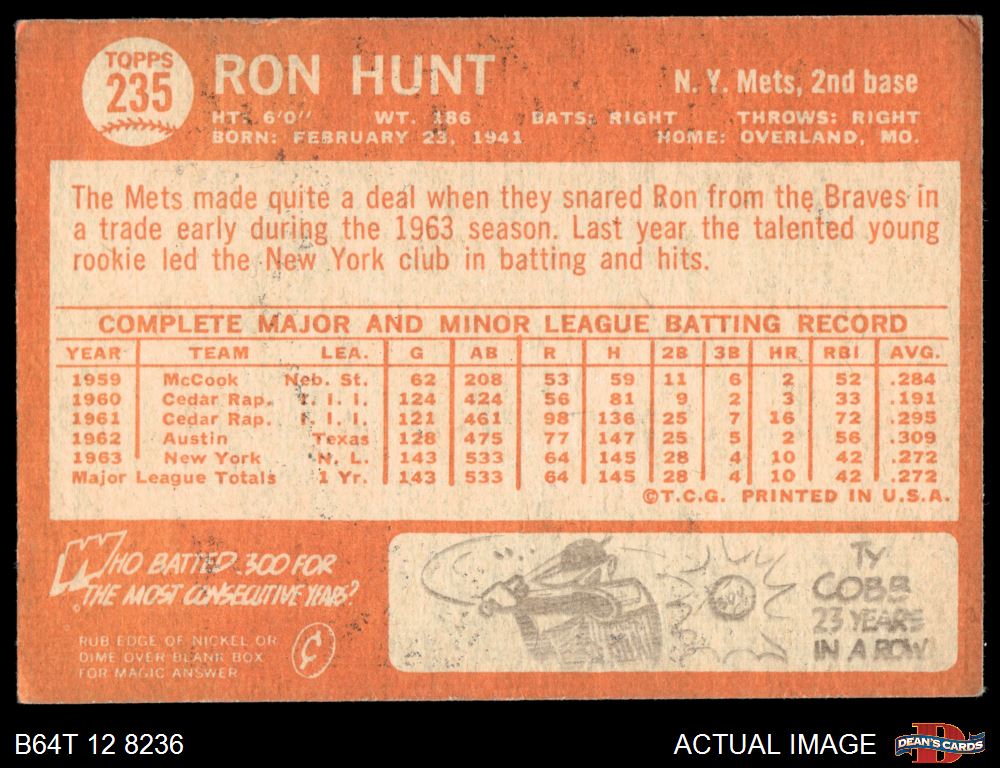 TOPPS
235
RON HUNT
N. Y. Mets, 2nd base
HT: 6'0" WT. 186 BATS: RIGHT THROWS: RIGHT
BORN: FEBRUARY 23, 1941 HOME: OVERLAND, MO.
The Mets made quite a deal when they snared Ron from the Braves in
a trade early during the 1963 season. Last year the talented young
rookie led the New York club in batting and hits.
COMPLETE MAJOR AND MINOR LEAGUE BATTING RECORD
YEAR TEAM LEA. G AB R H 2B 3B HR RBI AVG.
1959 McCook Neb. St. 62 208 53 59 11 6 2 52 .284
1960 Cedar Rap. I. I. I. 124 424 56 81 9 2 3 33 .191
1961 Cedar Rap. I. I. I. 121 461 98 136 25 7 16 72 .295
1962 Austin Texas 128 475 77 147 25 5 2 56 .309
1963 New York N. L. 143 533 64 145 28 4 10 42 .272
Major League Totals 1 Yr. 143 533 64 145 28 4 10 42 .272
©T.C.G. PRINTED IN U.S.A.
WHO BATTED .300 FOR
THE MOST CONSECUTIVE YEARS?
RUB EDGE OF NICKEL OR
DIME OVER BLANK BOX
FOR MAGIC ANSWER
¢
TY
COBB
23 YEARS
IN A ROW
B64T 12 8236
ACTUAL IMAGE
D
DEAN'S CARDS